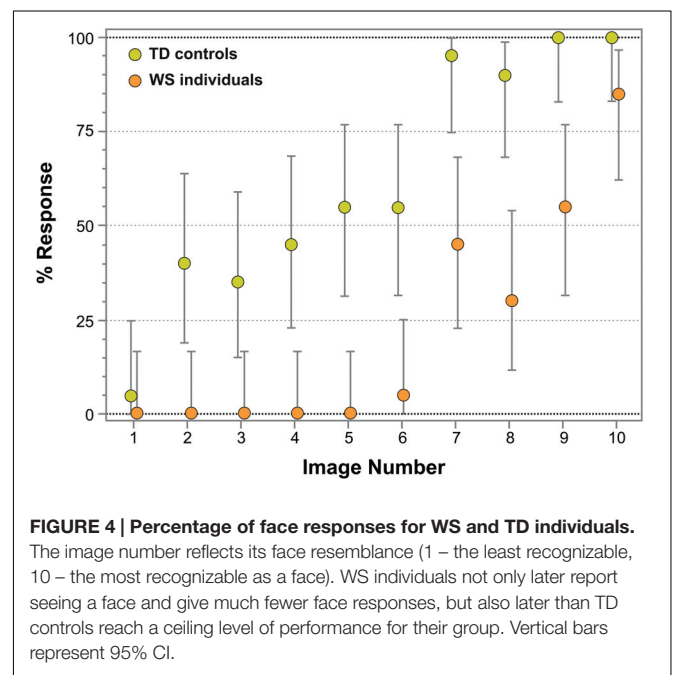 100
75
50
25
0
% Response
TD controls
WS individuals
1 2 3 4 5 6 7 8 9 10
Image Number
FIGURE 4 | Percentage of face responses for WS and TD individuals.
The image number reflects its face resemblance (1 – the least recognizable,
10 – the most recognizable as a face). WS individuals not only later report
seeing a face and give much fewer face responses, but also later than TD
controls reach a ceiling level of performance for their group. Vertical bars
represent 95% CI.